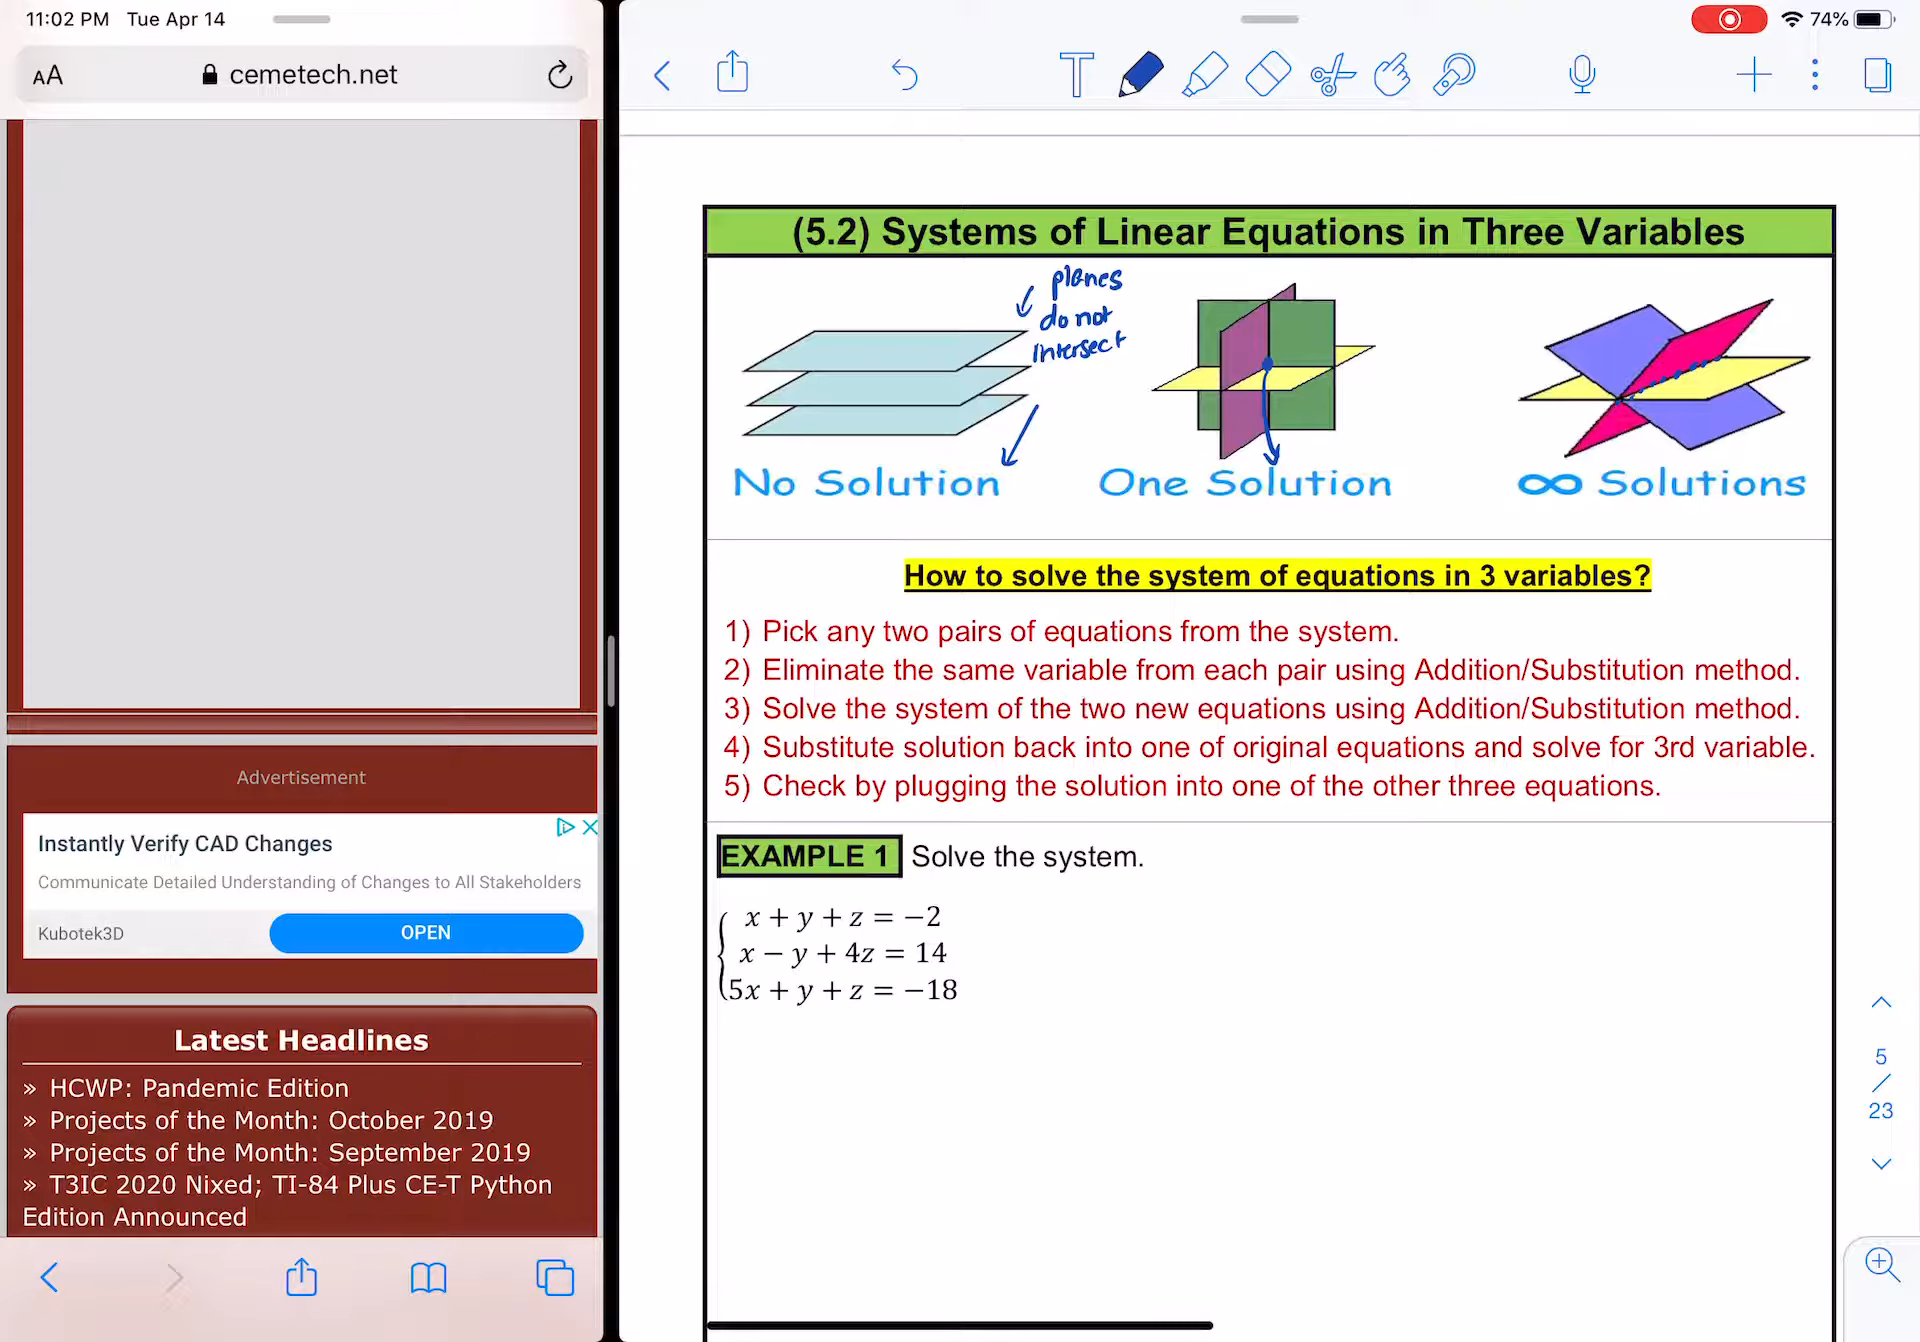 11:02 PM Tue Apr 14
AA cemetech.net
Advertisement
Instantly Verify CAD Changes
Communicate Detailed Understanding of Changes to All Stakeholders
Kubotek3D
OPEN
Latest Headlines
» HCWP: Pandemic Edition
» Projects of the Month: October 2019
» Projects of the Month: September 2019
» T3IC 2020 Nixed; TI-84 Plus CE-T Python
Edition Announced
74%
T
(5.2) Systems of Linear Equations in Three Variables
planes
do not
intersect
No Solution
One Solution
∞ Solutions
How to solve the system of equations in 3 variables?
1) Pick any two pairs of equations from the system.
2) Eliminate the same variable from each pair using Addition/Substitution method.
3) Solve the system of the two new equations using Addition/Substitution method.
4) Substitute solution back into one of original equations and solve for 3rd variable.
5) Check by plugging the solution into one of the other three equations.
EXAMPLE 1 Solve the system.
x + y + z = −2
x − y + 4z = 14
5x + y + z = −18
5
/
23